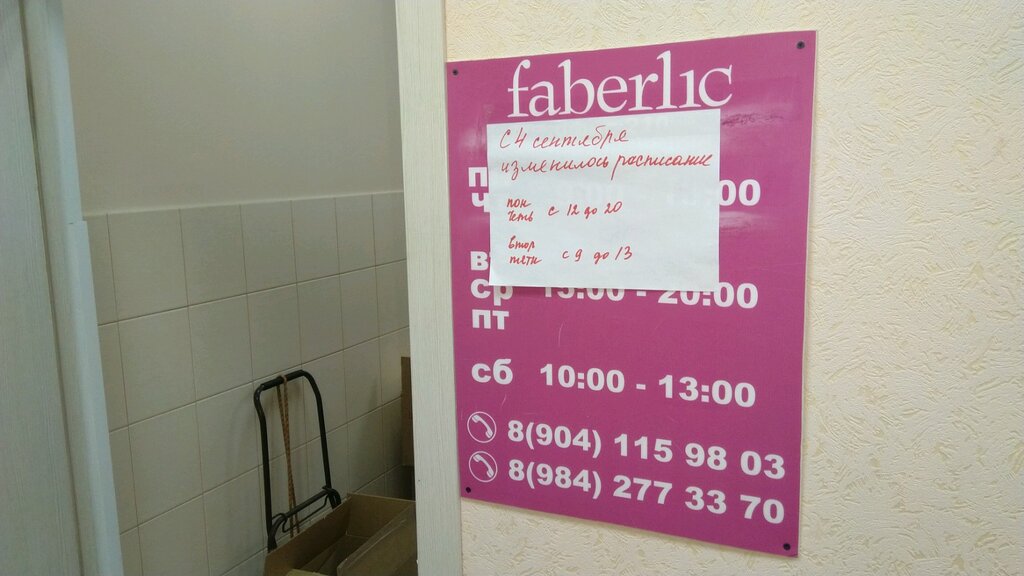 faberlic
С 4 сентября
изменилось расписание
пон
четв с 12 до 20
втор
пятн с 9 до 13
:00
ср 15:00 - 20:00
пт
сб 10:00 - 13:00
8(904) 115 98 03
8(984) 277 33 70